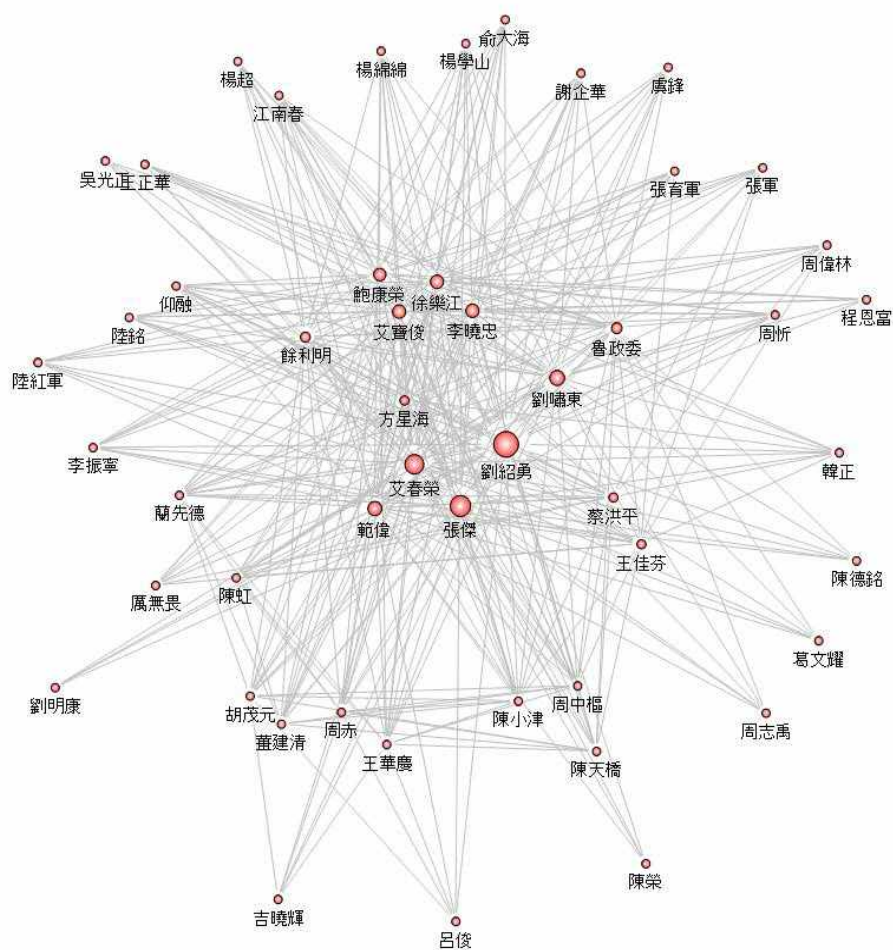 俞大海
楊學山
楊綿綿
楊超
謝企華
虞鋒
江南春
吳光正
王正華
張育軍
張軍
周偉林
鮑康榮
徐樂江
仰融
程恩富
陸銘
艾寶俊
李曉忠
魯政委
周忻
餘利明
陸紅軍
劉嘯東
方星海
李振寧
劉紹勇
韓正
艾春榮
蘭先德
範偉
張傑
蔡洪平
王佳芬
陳德銘
陳虹
厲無畏
葛文耀
劉明康
胡茂元
周中樞
陳小津
周志禹
董建清
周赤
王華慶
陳天橋
陳榮
吉曉輝
呂俊